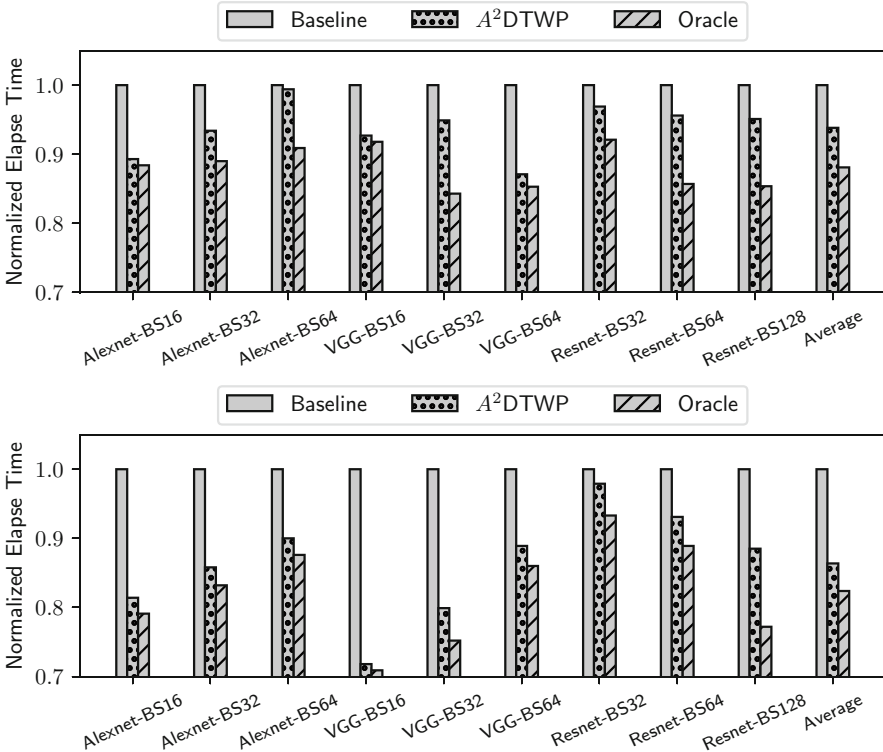 Baseline A²DTWP Oracle
Normalized Elapse Time
1.0
0.9
0.8
0.7
Alexnet-BS16 Alexnet-BS32 Alexnet-BS64 VGG-BS16 VGG-BS32 VGG-BS64 Resnet-BS32 Resnet-BS64 Resnet-BS128 Average
Baseline A²DTWP Oracle
Normalized Elapse Time
1.0
0.9
0.8
0.7
Alexnet-BS16 Alexnet-BS32 Alexnet-BS64 VGG-BS16 VGG-BS32 VGG-BS64 Resnet-BS32 Resnet-BS64 Resnet-BS128 Average